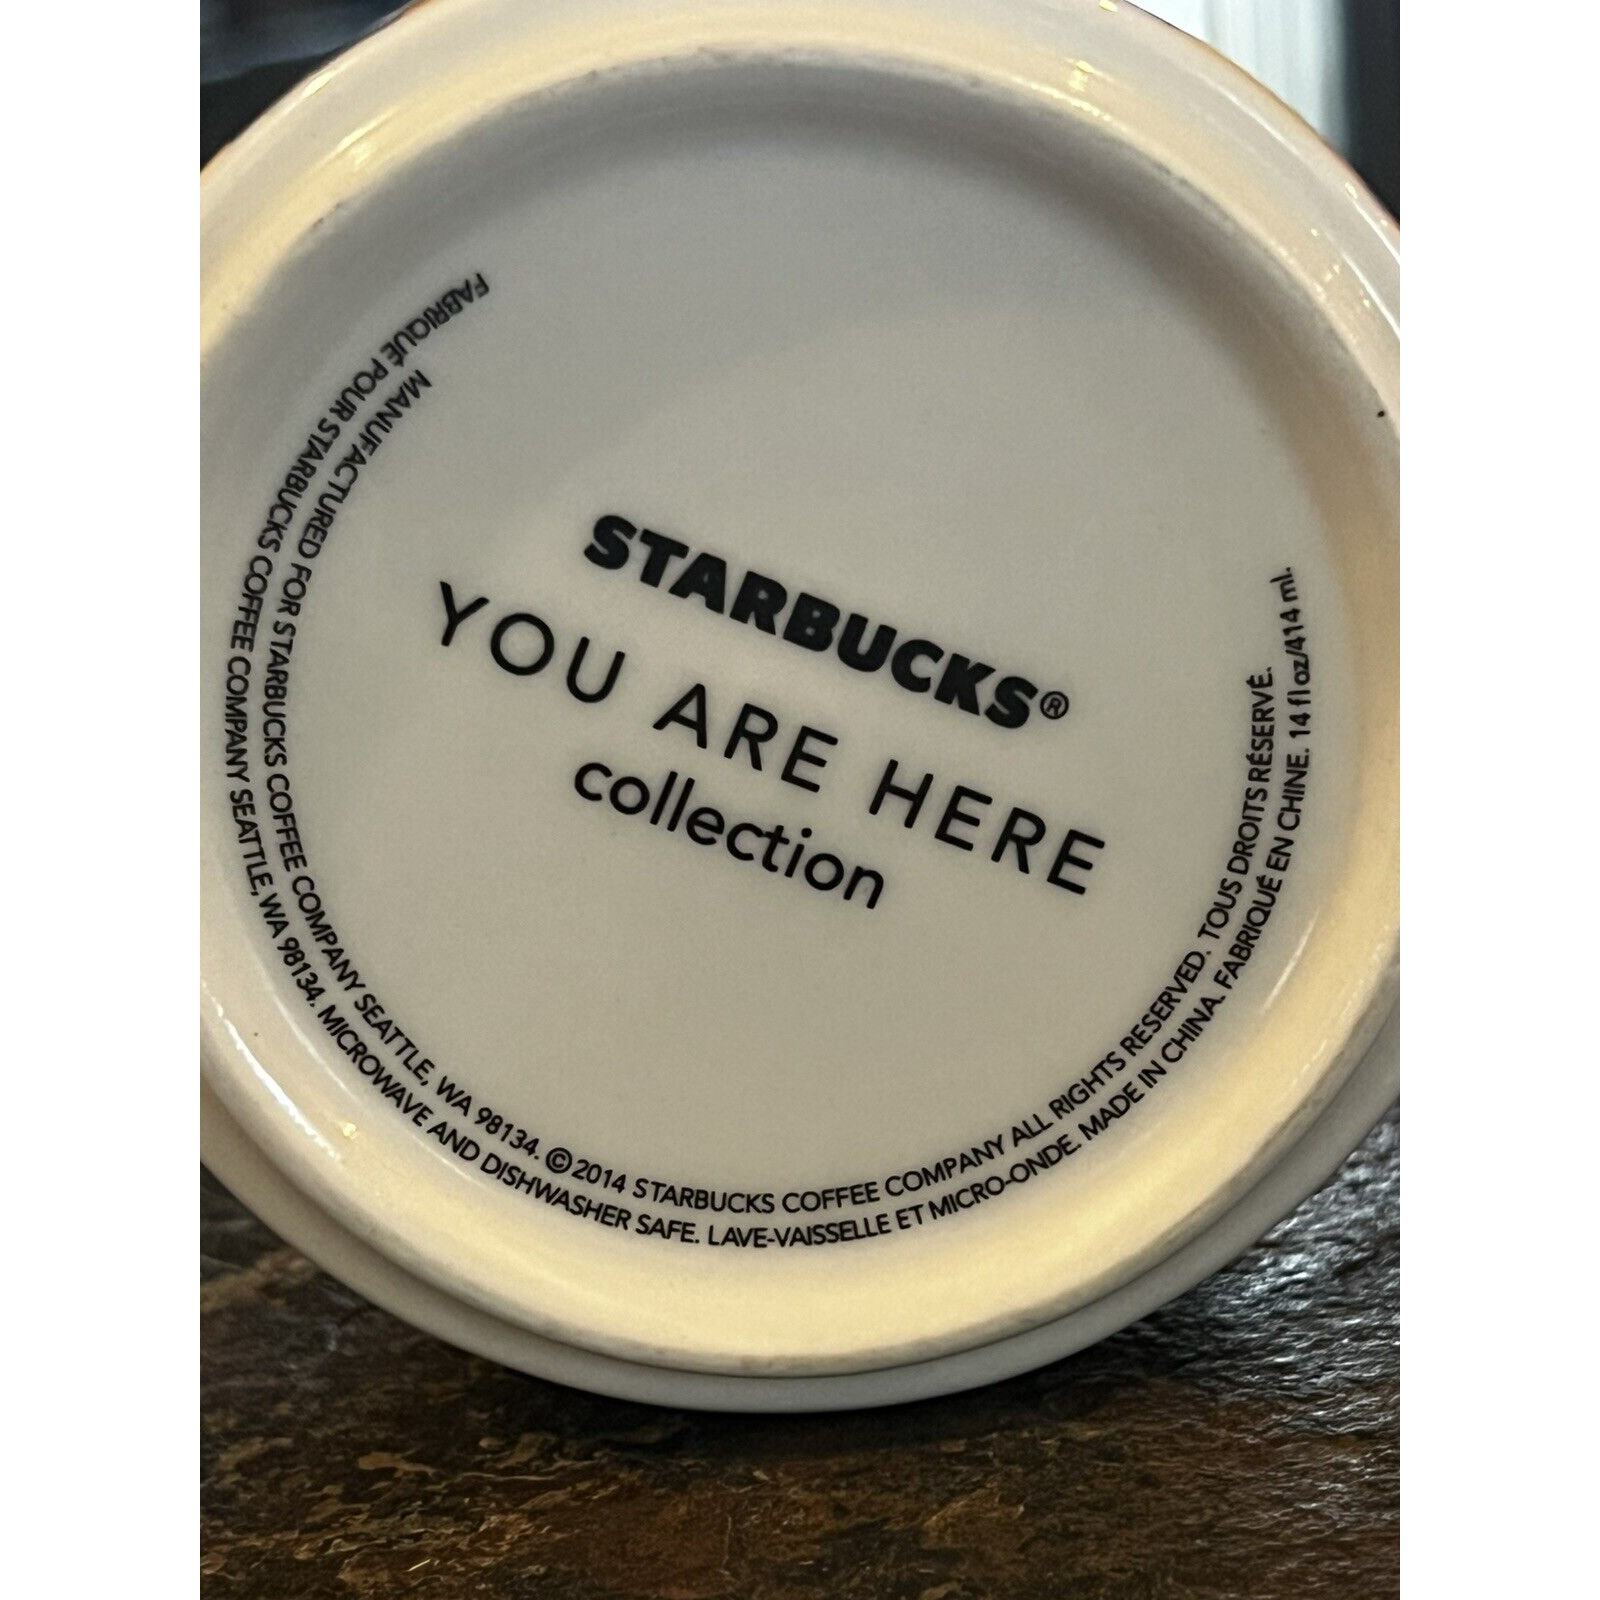 STARBUCKS®
YOU ARE HERE
collection
MANUFACTURED FOR STARBUCKS COFFEE COMPANY SEATTLE, WA 98134. ©2014 STARBUCKS COFFEE COMPANY ALL RIGHTS RESERVED. TOUS DROITS RÉSERVÉ.
FABRIQUÉ POUR STARBUCKS COFFEE COMPANY SEATTLE, WA 98134. MICROWAVE AND DISHWASHER SAFE. LAVE-VAISSELLE ET MICRO-ONDE. MADE IN CHINA. FABRIQUÉ EN CHINE. 14 fl oz/414 ml.